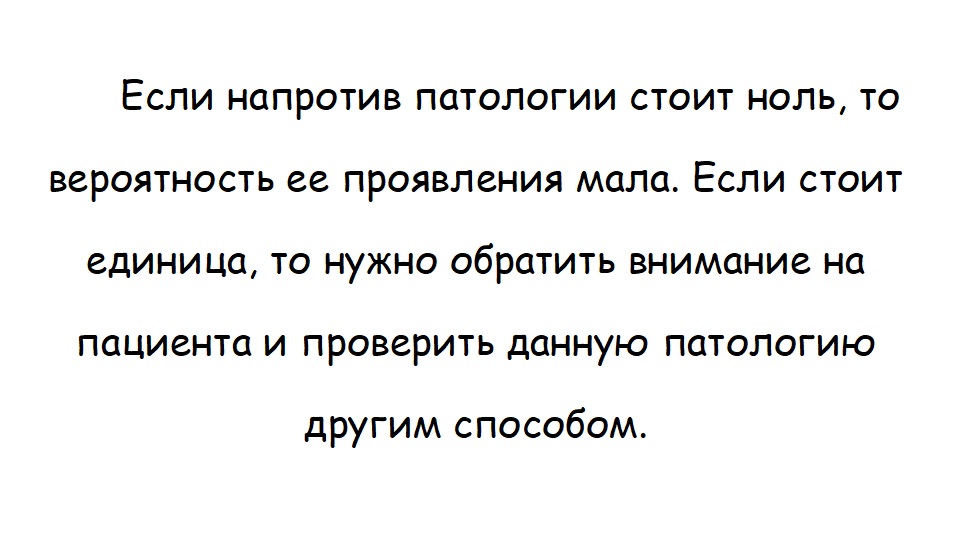 Если напротив патологии стоит ноль, то
вероятность ее проявления мала. Если стоит
единица, то нужно обратить внимание на
пациента и проверить данную патологию
другим способом.